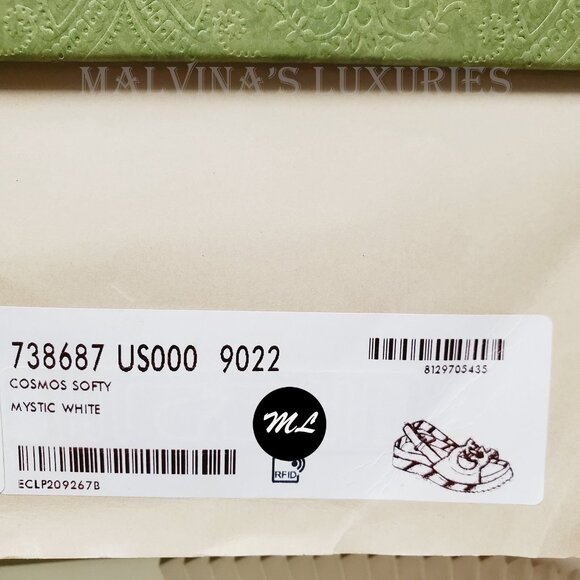 MALVINA'S LUXURIES
738687 US000 9022
COSMOS SOFTY
MYSTIC WHITE
8129705435
ML
RFID
ECLP209267B